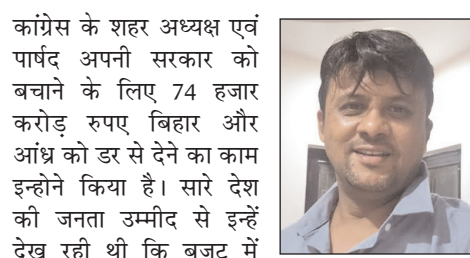 कांग्रेस के शहर अध्यक्ष एवं
पार्षद अपनी सरकार को
बचाने के लिए 74 हजार
करोड़ रुपए बिहार और
आंध्र को डर से देने का काम
इन्होने किया है। सारे देश
की जनता उम्मीद से इन्हें
देख रही थी कि बजट में